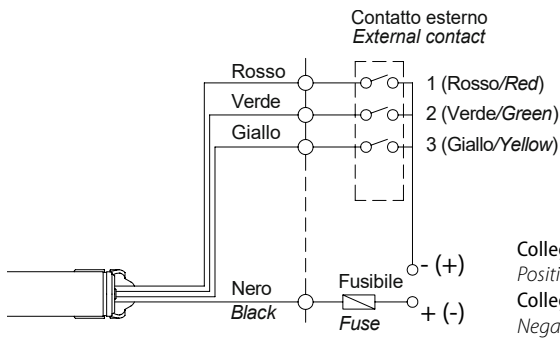 Contatto esterno
External contact
Rosso
1 (Rosso/Red)
Verde
2 (Verde/Green)
Giallo
3 (Giallo/Yellow)
- (+)
Nero
Black
Fusibile
Fuse
+ (-)